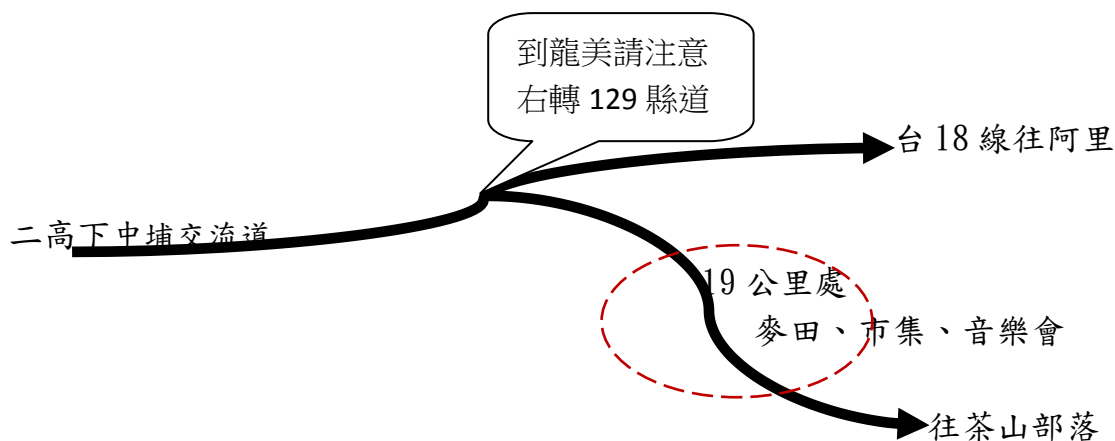 到龍美請注意
右轉 129 縣道
台 18 線往阿里
二高下中埔交流道
19 公里處
麥田、市集、音樂會
往茶山部落